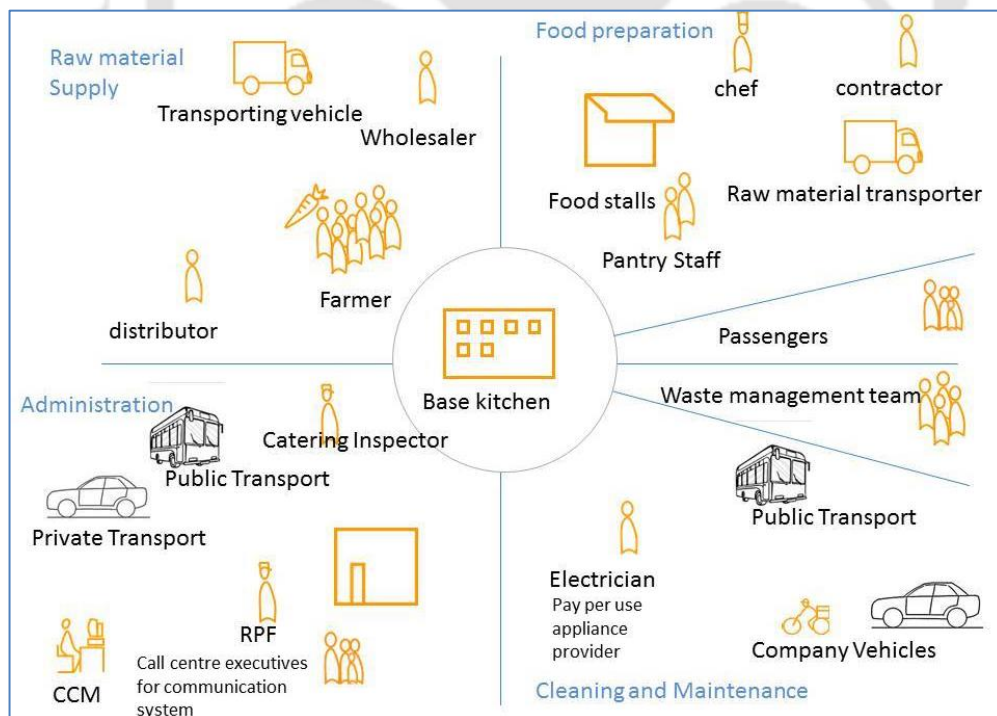 Raw material
Supply
Transporting vehicle
Wholesaler
Farmer
distributor
Food preparation
chef
contractor
Food stalls
Raw material transporter
Pantry Staff
Passengers
Base kitchen
Waste management team
Administration
Catering Inspector
Public Transport
Private Transport
RPF
Call centre executives
for communication
system
CCM
Public Transport
Electrician
Pay per use
appliance
provider
Company Vehicles
Cleaning and Maintenance